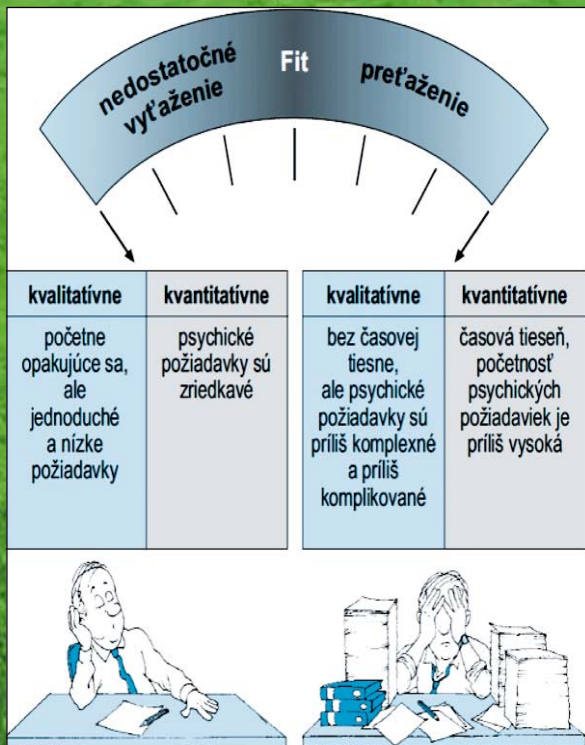 nedostatočné
vyťaženie
Fit
preťaženie
kvalitatívne
početne
opakujúce sa,
ale
jednoduché
a nízke
požiadavky
kvantitatívne
psychické
požiadavky sú
zriedkavé
kvalitatívne
bez časovej
tiesne,
ale psychické
požiadavky sú
príliš komplexné
a príliš
komplikované
kvantitatívne
časová tieseň,
početnosť
psychických
požiadaviek je
príliš vysoká